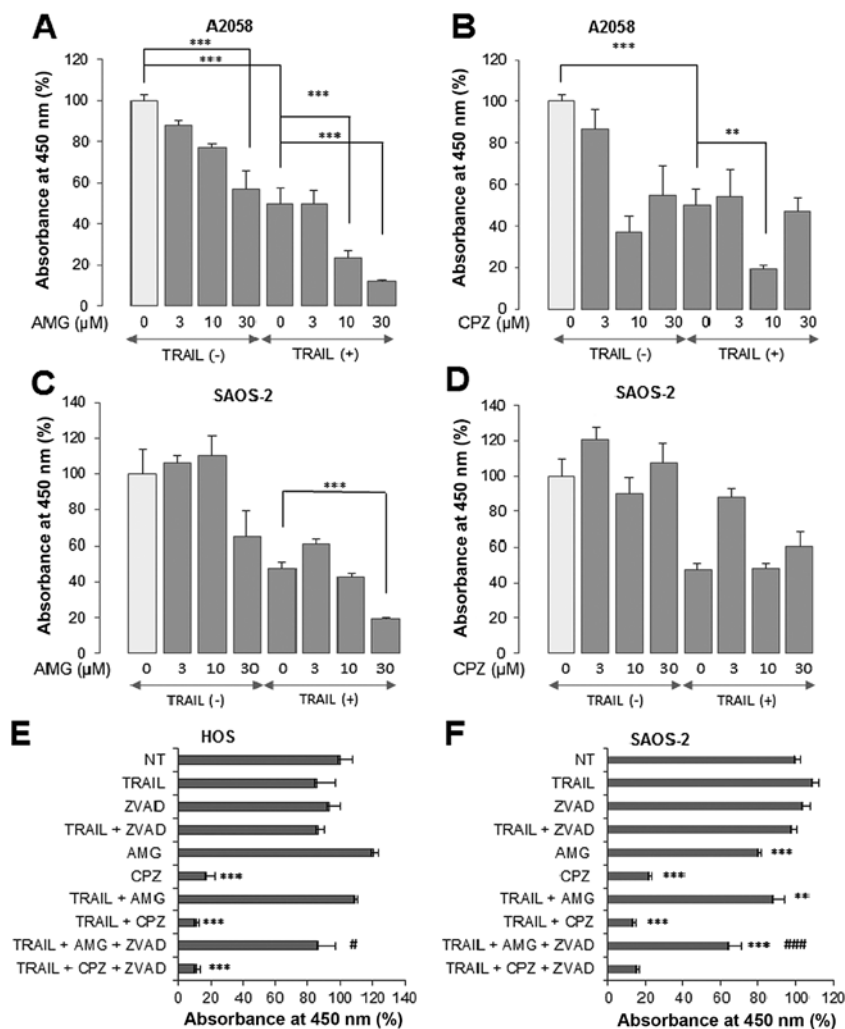 A
A2058
Absorbance at 450 nm (%)
120
100
80
60
40
20
0
***
***
***
***
AMG (µM)
0 3 10 30 0 3 10 30
TRAIL (-) TRAIL (+)
B
A2058
Absorbance at 450 nm (%)
120
100
80
60
40
20
0
***
**
CPZ (µM)
0 3 10 30 0 3 10 30
TRAIL (-) TRAIL (+)
C
SAOS-2
Absorbance at 450 nm (%)
140
120
100
80
60
40
20
0
***
AMG (µM)
0 3 10 30 0 3 10 30
TRAIL (-) TRAIL (+)
D
SAOS-2
Absorbance at 450 nm (%)
140
120
100
80
60
40
20
0
CPZ (µM)
0 3 10 30 0 3 10 30
TRAIL (-) TRAIL (+)
E
HOS
NT
TRAIL
ZVAD
TRAIL + ZVAD
AMG
CPZ ***
TRAIL + AMG
TRAIL + CPZ ***
TRAIL + AMG + ZVAD #
TRAIL + CPZ + ZVAD ***
0 20 40 60 80 100 120 140
Absorbance at 450 nm (%)
F
SAOS-2
NT
TRAIL
ZVAD
TRAIL + ZVAD
AMG ***
CPZ ***
TRAIL + AMG **
TRAIL + CPZ ***
TRAIL + AMG + ZVAD *** ###
TRAIL + CPZ + ZVAD
0 20 40 60 80 100 120
Absorbance at 450 nm (%)